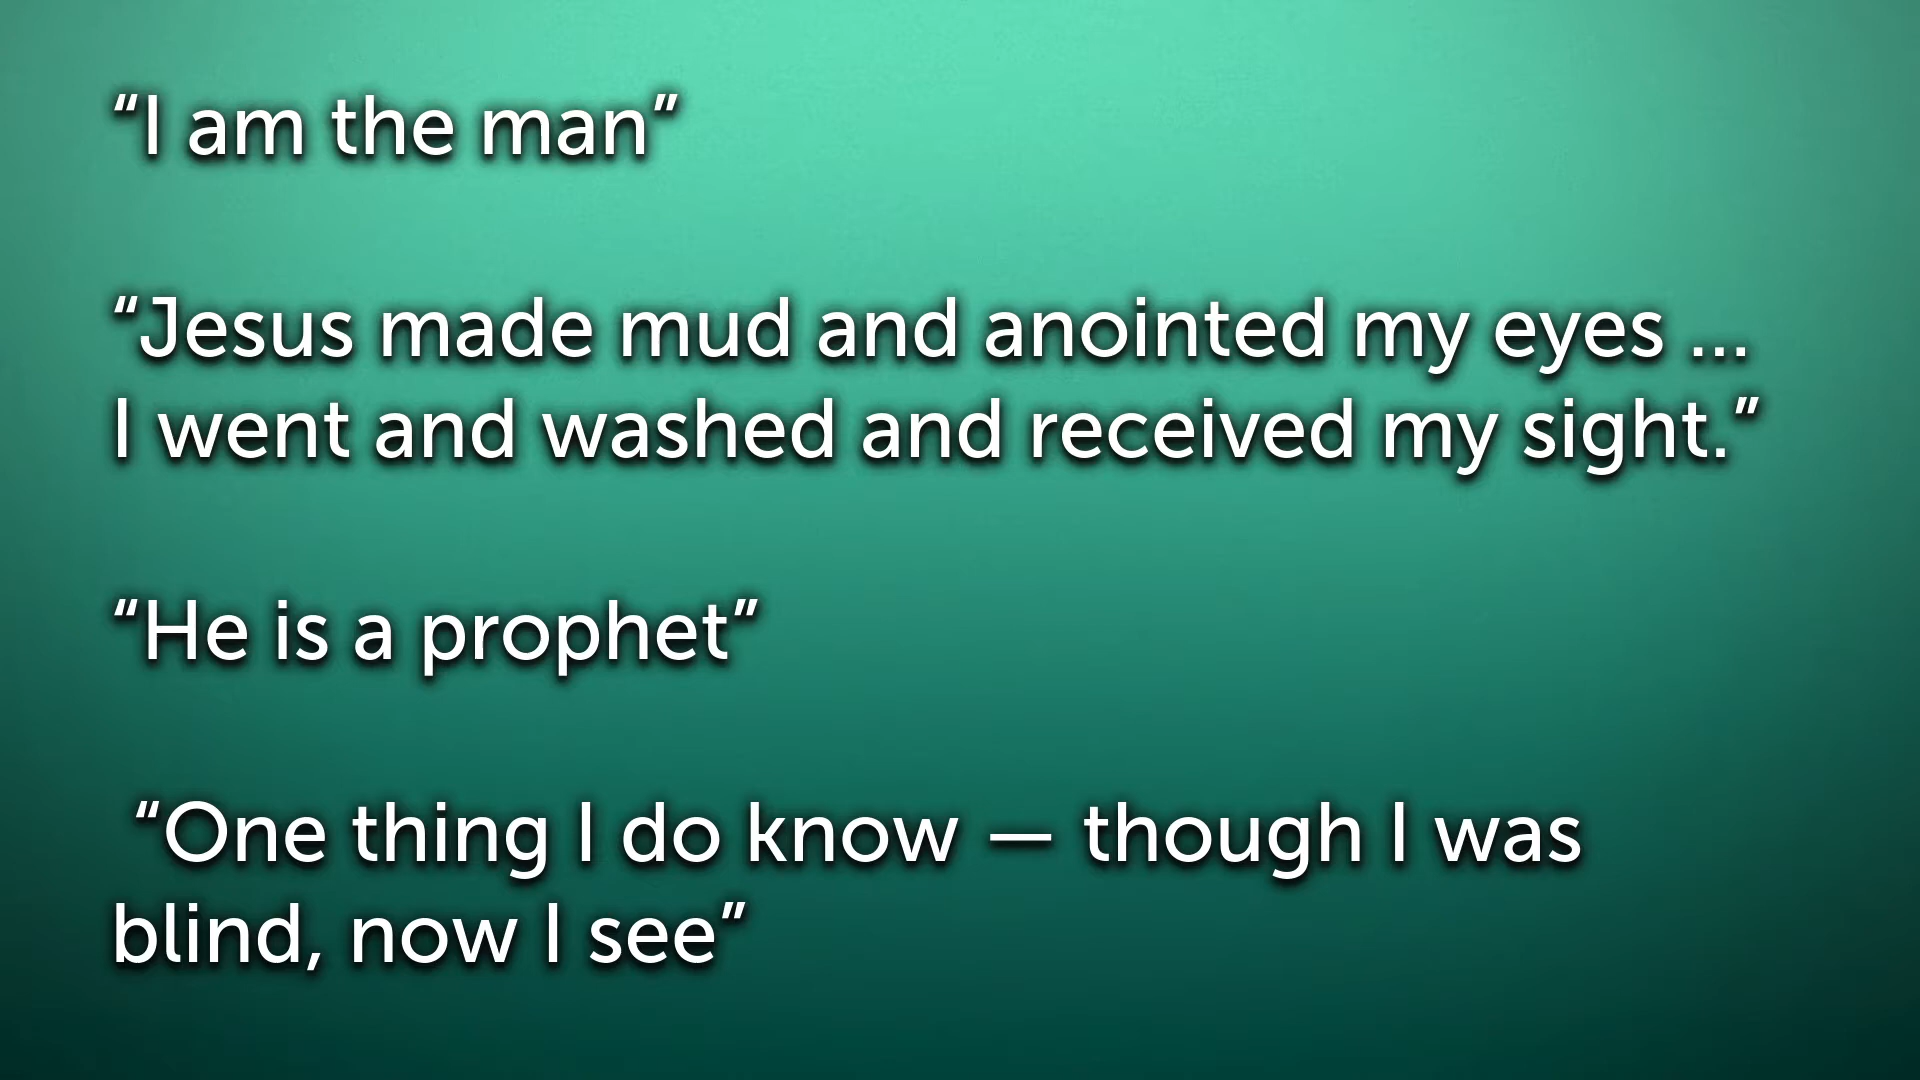 “I am the man”
“Jesus made mud and anointed my eyes ...
I went and washed and received my sight.”
“He is a prophet”
“One thing I do know — though I was
blind, now I see”